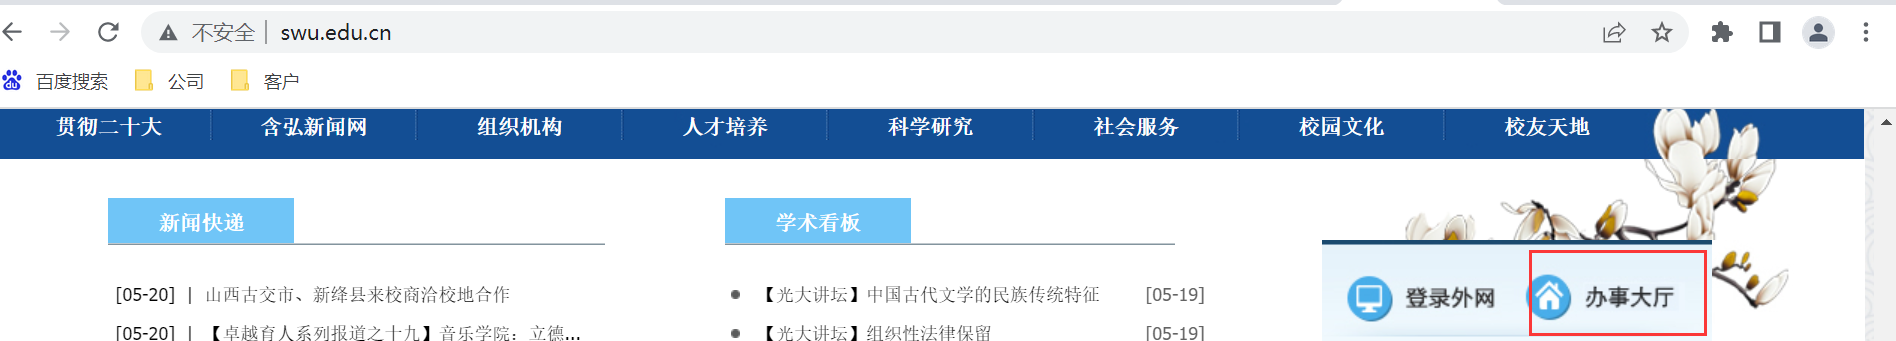 不安全 | swu.edu.cn
百度搜索 公司 客户
贯彻二十大 含弘新闻网 组织机构 人才培养 科学研究 社会服务 校园文化 校友天地
新闻快递 学术看板
登录外网 办事大厅
[05-20] | 山西古交市、新绛县来校商洽校地合作
[05-20] | 【卓越育人系列报道之十九】音乐学院：立德...
【光大讲坛】中国古代文学的民族传统特征 [05-19]
【光大讲坛】组织性法律保留 [05-19]